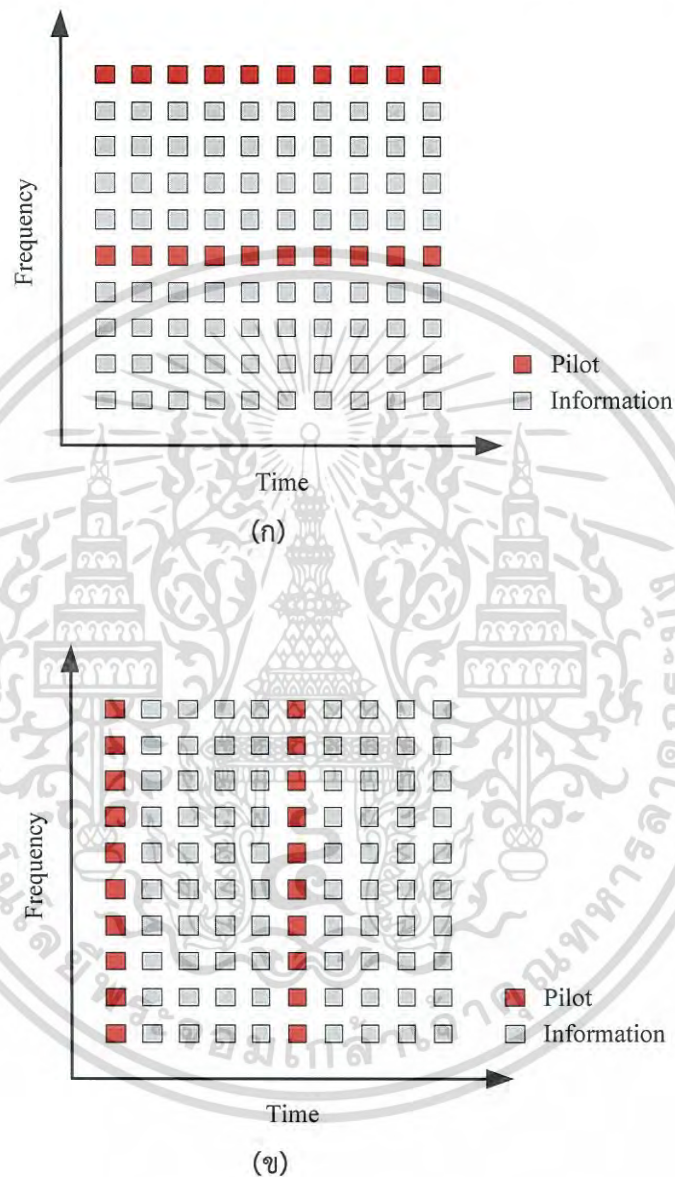 Frequency
Pilot
Information
Time
(ก)
Frequency
Pilot
Information
Time
(ข)